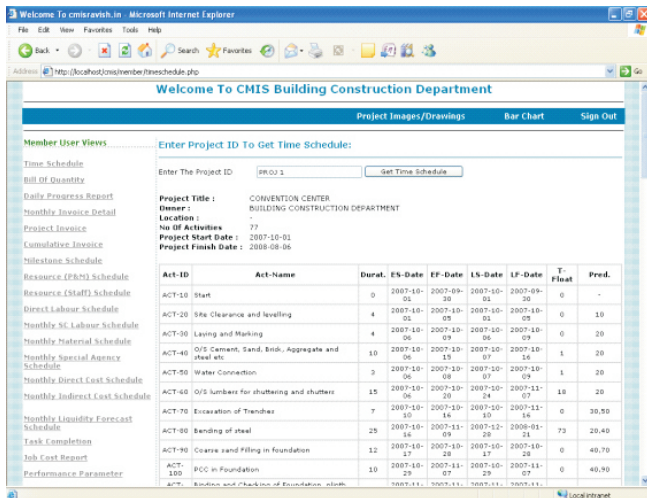 Welcome To cmisravish.in - Microsoft Internet Explorer
File Edit View Favorites Tools Help
Back Search Favorites
Address http://localhost/cmis/member/timeschedule.php Go
Welcome To CMIS Building Construction Department
Project Images/Drawings Bar Chart Sign Out
Member User Views
Time Schedule
Bill Of Quantity
Daily Progress Report
Monthly Invoice Detail
Project Invoice
Cumulative Invoice
Milestone Schedule
Resource (P&M) Schedule
Resource (Staff) Schedule
Direct Labour Schedule
Monthly SC Labour Schedule
Monthly Material Schedule
Monthly Special Agency
Schedule
Monthly Direct Cost Schedule
Monthly Indirect Cost Schedule
Monthly Liquidity Forecast
Schedule
Task Completion
Job Cost Report
Performance Parameter
Enter Project ID To Get Time Schedule:
Enter The Project ID PROJ 1 Get Time Schedule
Project Title : CONVENTION CENTER
Owner : BUILDING CONSTRUCTION DEPARTMENT
Location : -
No Of Activities 77
Project Start Date : 2007-10-01
Project Finish Date : 2008-08-06
Act-ID Act-Name Durat. ES-Date EF-Date LS-Date LF-Date T-Float Pred.
ACT-10 Start 0 2007-10-01 2007-09-30 2007-10-01 2007-09-30 0 -
ACT-20 Site Clearance and levelling 4 2007-10-01 2007-10-05 2007-10-01 2007-10-05 0 10
ACT-30 Laying and Marking 4 2007-10-06 2007-10-09 2007-10-06 2007-10-09 0 20
ACT-40 O/S Cement, Sand, Brick, Aggregate and steel etc 10 2007-10-06 2007-10-15 2007-10-07 2007-10-16 1 20
ACT-50 Water Connection 3 2007-10-06 2007-10-08 2007-10-07 2007-10-09 1 20
ACT-60 O/S lumbers for shuttering and shutters 15 2007-10-06 2007-10-20 2007-10-24 2007-11-07 18 20
ACT-70 Excavation of Trenches 7 2007-10-10 2007-10-16 2007-10-10 2007-11-16 0 30,50
ACT-80 Bending of steel 25 2007-10-16 2007-11-09 2007-12-28 2008-01-21 73 20,40
ACT-90 Coarse sand Filling in foundation 12 2007-10-17 2007-10-28 2007-10-17 2007-10-28 0 40,70
ACT-100 PCC in Foundation 10 2007-10-29 2007-11-07 2007-10-29 2007-11-07 0 40,90
ACT- Binding and Checking of Foundation, plinth 2007-11- 2007-11- 2007-11- 2007-11-
Local intranet